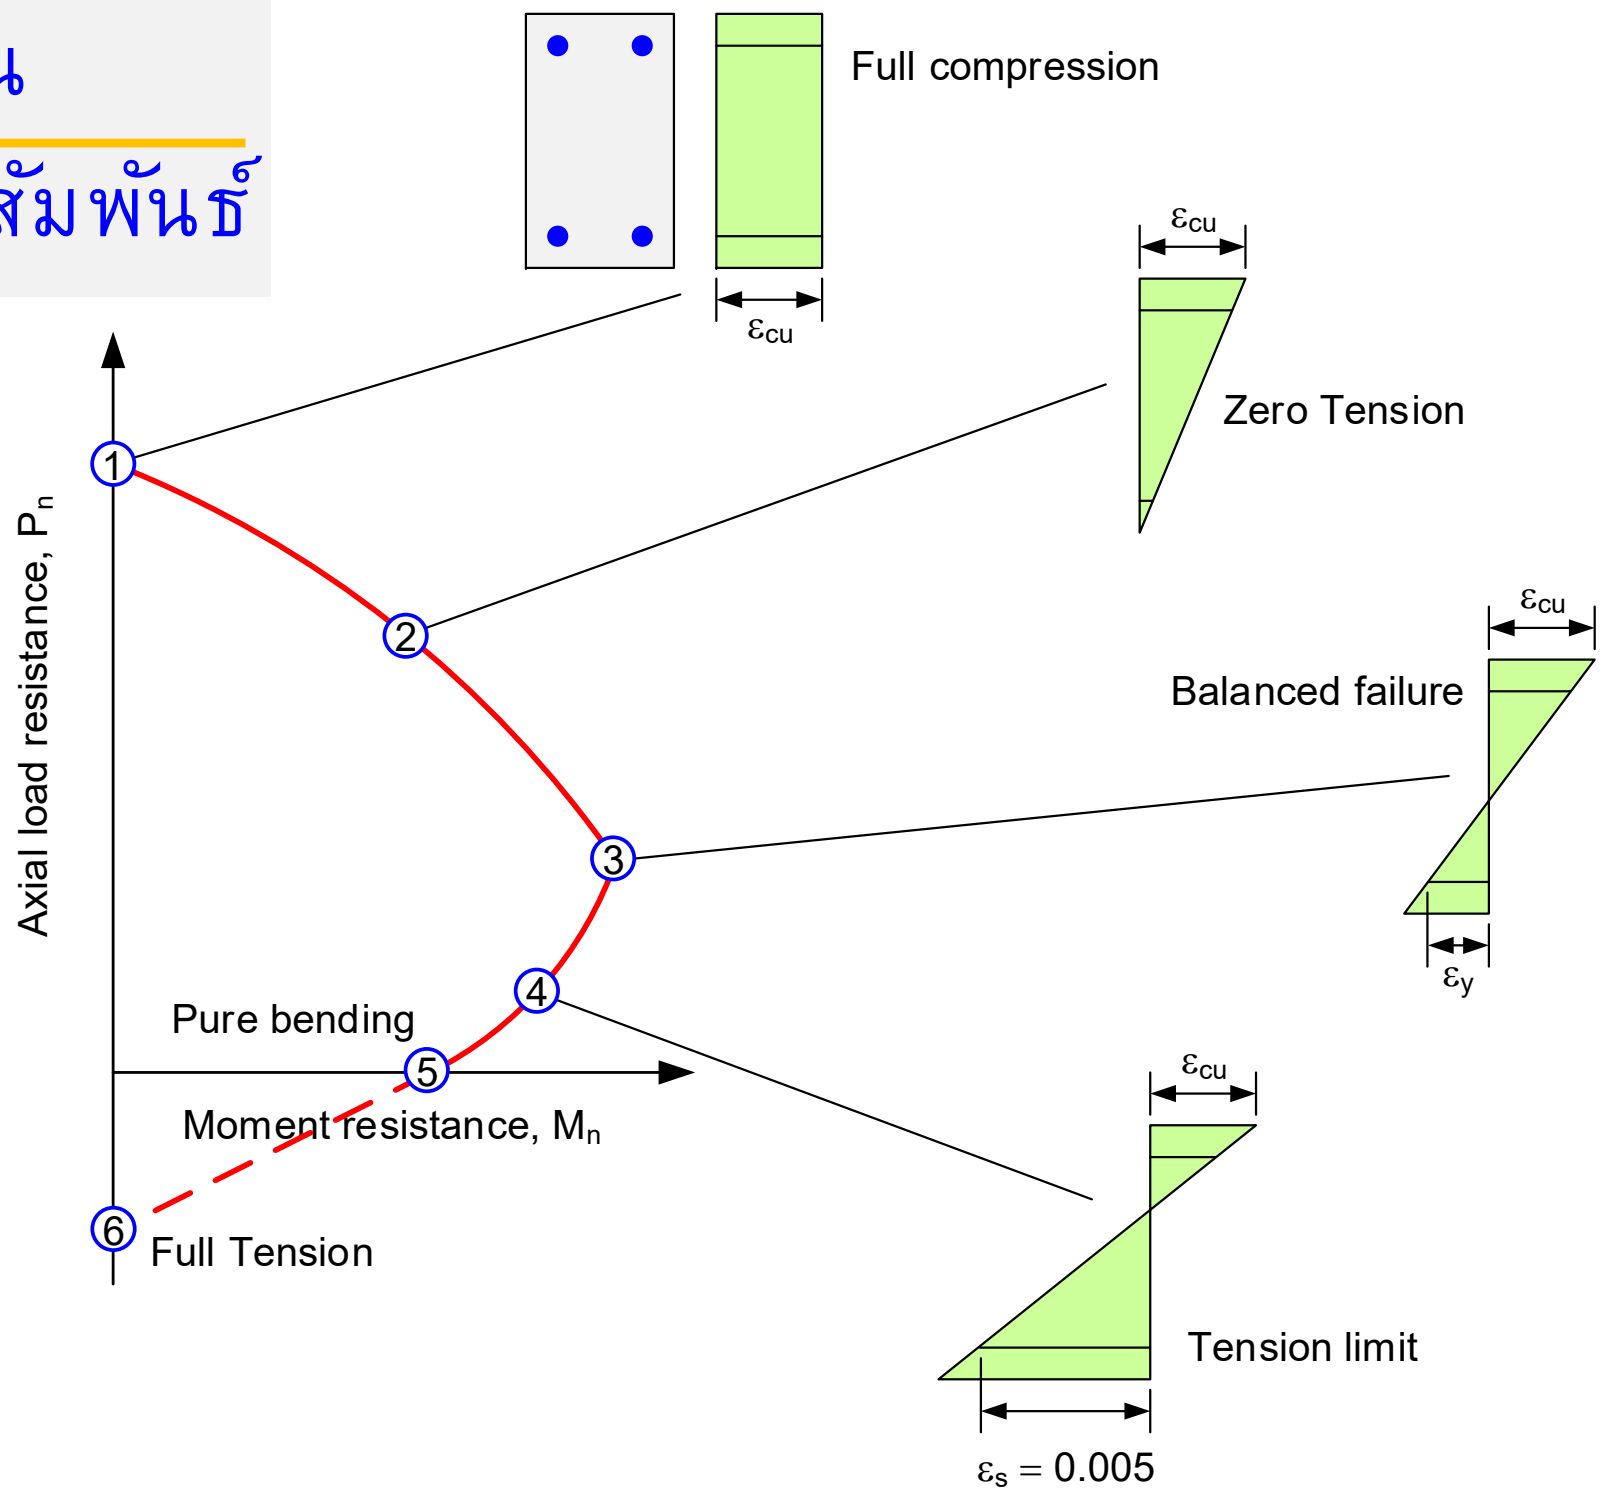 Full compression
εcu
εcu
Zero Tension
εcu
Balanced failure
εy
1
2
3
4
5
6
Axial load resistance, Pn
Pure bending
Moment resistance, Mn
Full Tension
εcu
Tension limit
εs = 0.005
สัมพันธ์